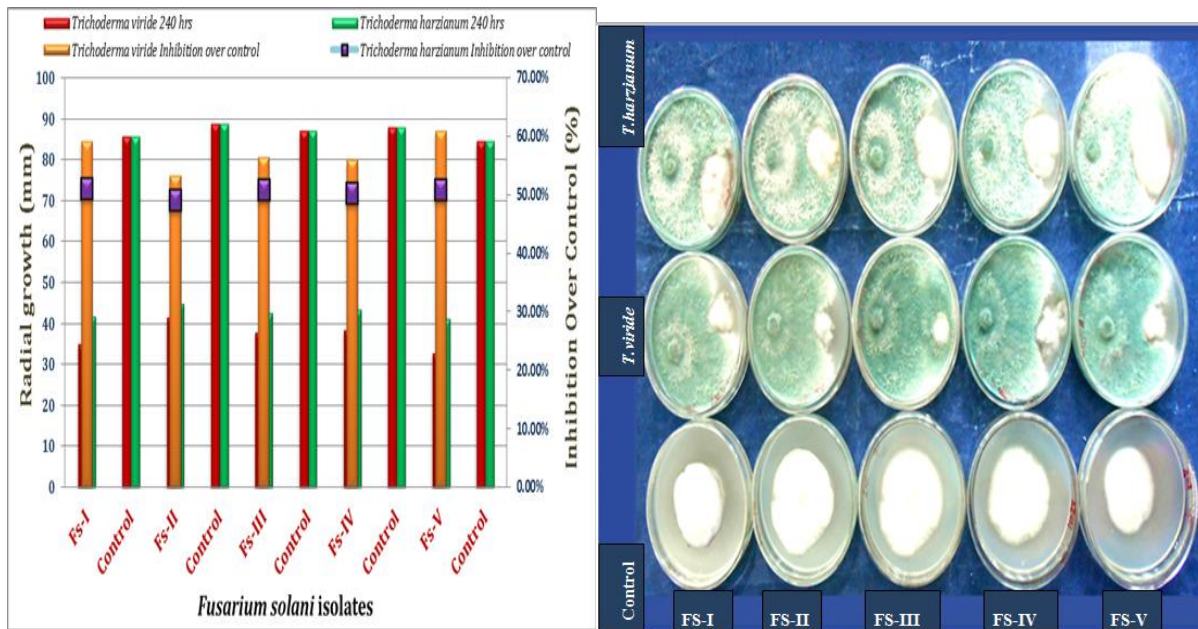 Trichoderma viride 240 hrs
Trichoderma harzianum 240 hrs
Trichoderma viride Inhibition over control
Trichoderma harzianum Inhibition over control
Radial growth (mm)
100
90
80
70
60
50
40
30
20
10
0
70.00%
60.00%
50.00%
40.00%
30.00%
20.00%
10.00%
0.00%
Inhibition Over Control (%)
Fs-I
Control
Fs-II
Control
Fs-III
Control
Fs-IV
Control
Fs-V
Control
Fusarium solani isolates
T.harzianum
T.viride
Control
FS-I
FS-II
FS-III
FS-IV
FS-V